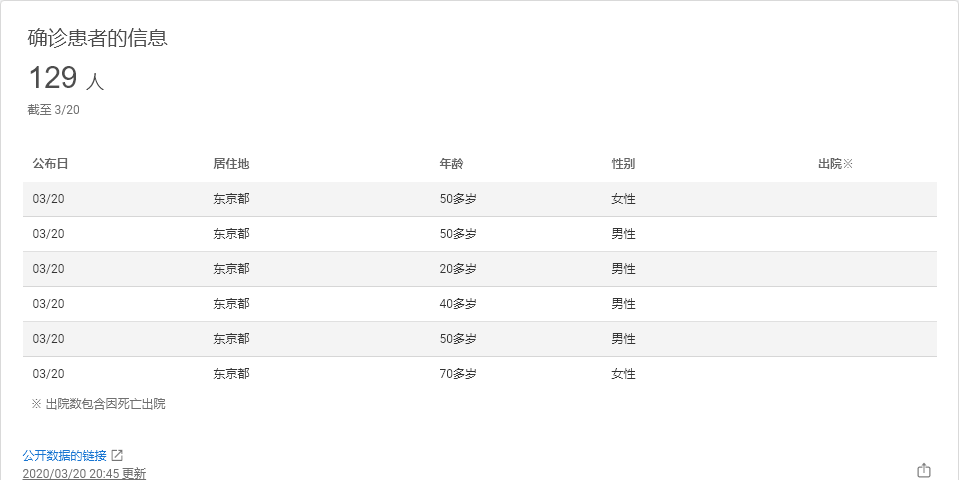 确诊患者的信息
129 人
截至 3/20
公布日 居住地 年龄 性别 出院※
03/20 东京都 50多岁 女性
03/20 东京都 50多岁 男性
03/20 东京都 20多岁 男性
03/20 东京都 40多岁 男性
03/20 东京都 50多岁 男性
03/20 东京都 70多岁 女性
※ 出院数包含因死亡出院
公开数据的链接
2020/03/20 20:45 更新